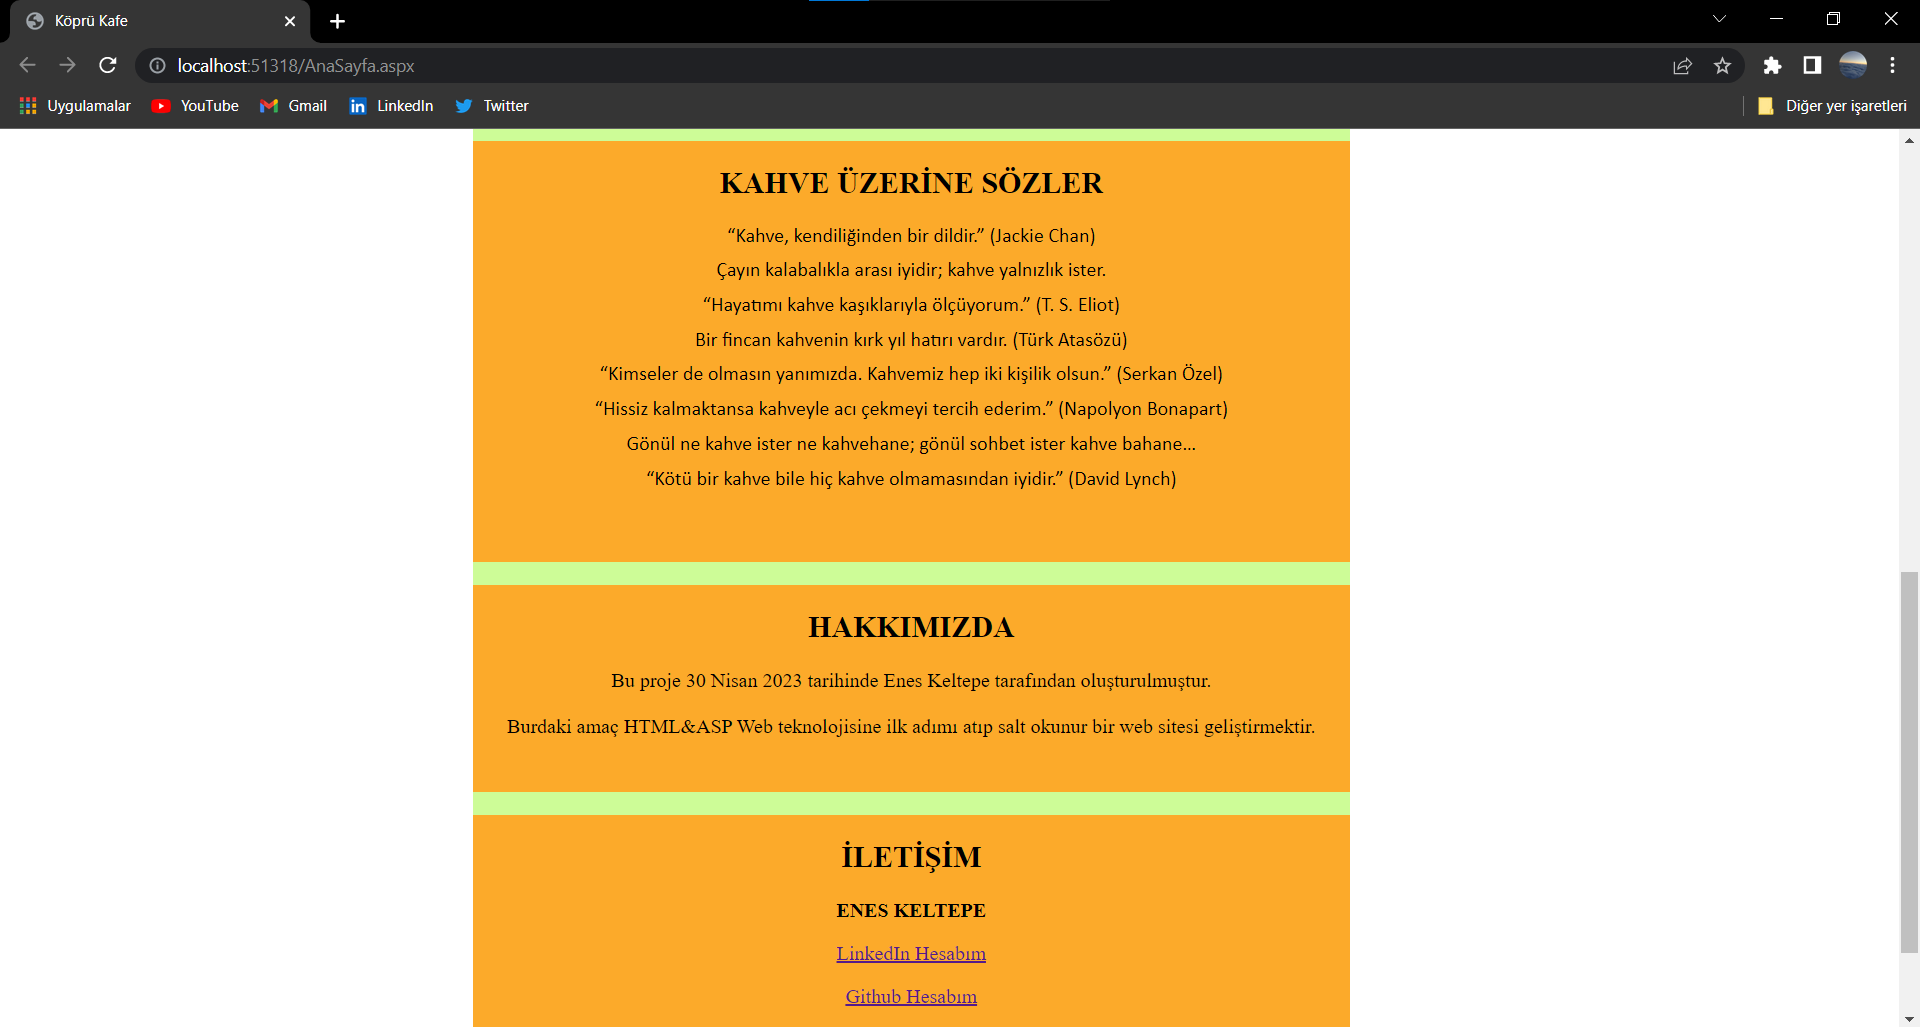 Köprü Kafe
localhost:51318/AnaSayfa.aspx
Uygulamalar YouTube Gmail LinkedIn Twitter Diğer yer işaretleri
KAHVE ÜZERİNE SÖZLER
“Kahve, kendiliğinden bir dildir.” (Jackie Chan)
Çayın kalabalıkla arası iyidir; kahve yalnızlık ister.
“Hayatımı kahve kaşıklarıyla ölçüyorum.” (T. S. Eliot)
Bir fincan kahvenin kırk yıl hatırı vardır. (Türk Atasözü)
“Kimseler de olmasın yanımızda. Kahvemiz hep iki kişilik olsun.” (Serkan Özel)
“Hissiz kalmaktansa kahveyle acı çekmeyi tercih ederim.” (Napolyon Bonapart)
Gönül ne kahve ister ne kahvehane; gönül sohbet ister kahve bahane...
“Kötü bir kahve bile hiç kahve olmamasından iyidir.” (David Lynch)
HAKKIMIZDA
Bu proje 30 Nisan 2023 tarihinde Enes Keltepe tarafından oluşturulmuştur.
Burdaki amaç HTML&ASP Web teknolojisine ilk adımı atıp salt okunur bir web sitesi geliştirmektir.
İLETİŞİM
ENES KELTEPE
LinkedIn Hesabım
Github Hesabım